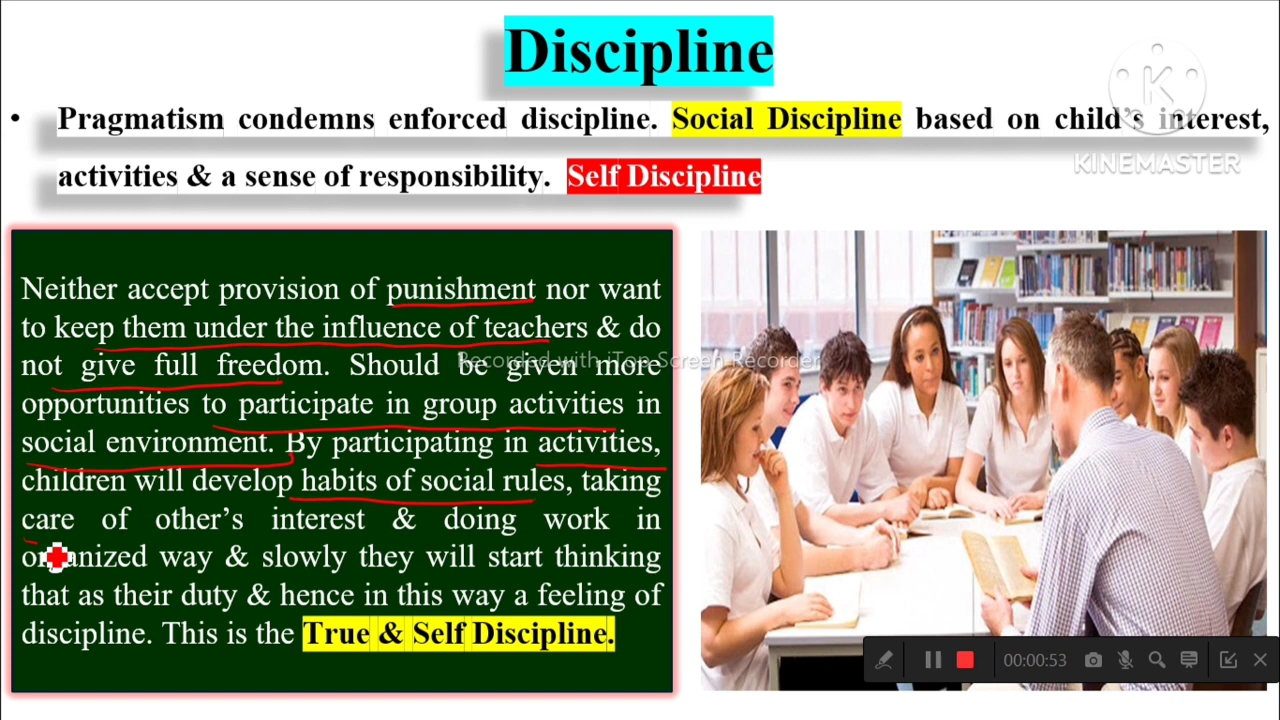 Discipline
• Pragmatism condemns enforced discipline. Social Discipline based on child's interest,
activities & a sense of responsibility. Self Discipline
K
KINEMASTER
Neither accept provision of punishment nor want
to keep them under the influence of teachers & do
not give full freedom. Should be given more
opportunities to participate in group activities in
social environment. By participating in activities,
children will develop habits of social rules, taking
care of other's interest & doing work in
organized way & slowly they will start thinking
that as their duty & hence in this way a feeling of
discipline. This is the True & Self Discipline.
Recorded with iTop Screen Recorder
00:00:53